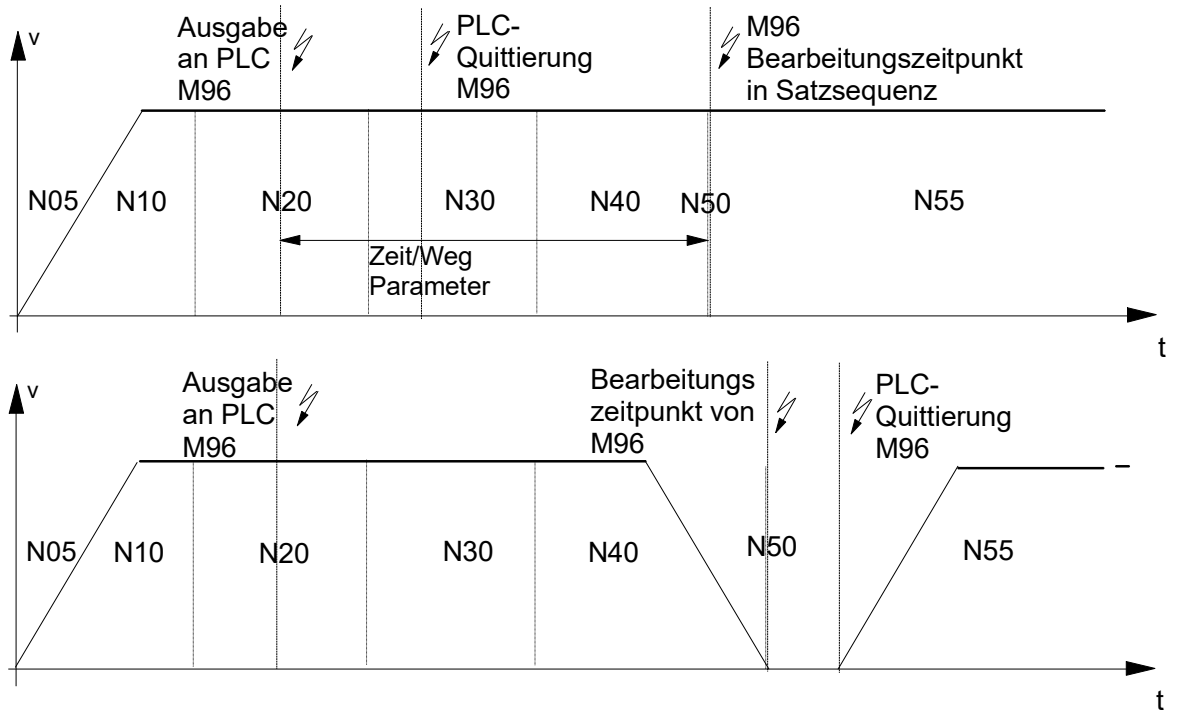 v
Ausgabe
an PLC
M96
PLC-
Quittierung
M96
M96
Bearbeitungszeitpunkt
in Satzsequenz
N05
N10
N20
N30
N40
N50
N55
Zeit/Weg
Parameter
t
v
Ausgabe
an PLC
M96
Bearbeitungs
zeitpunkt von
M96
PLC-
Quittierung
M96
N05
N10
N20
N30
N40
N50
N55
t